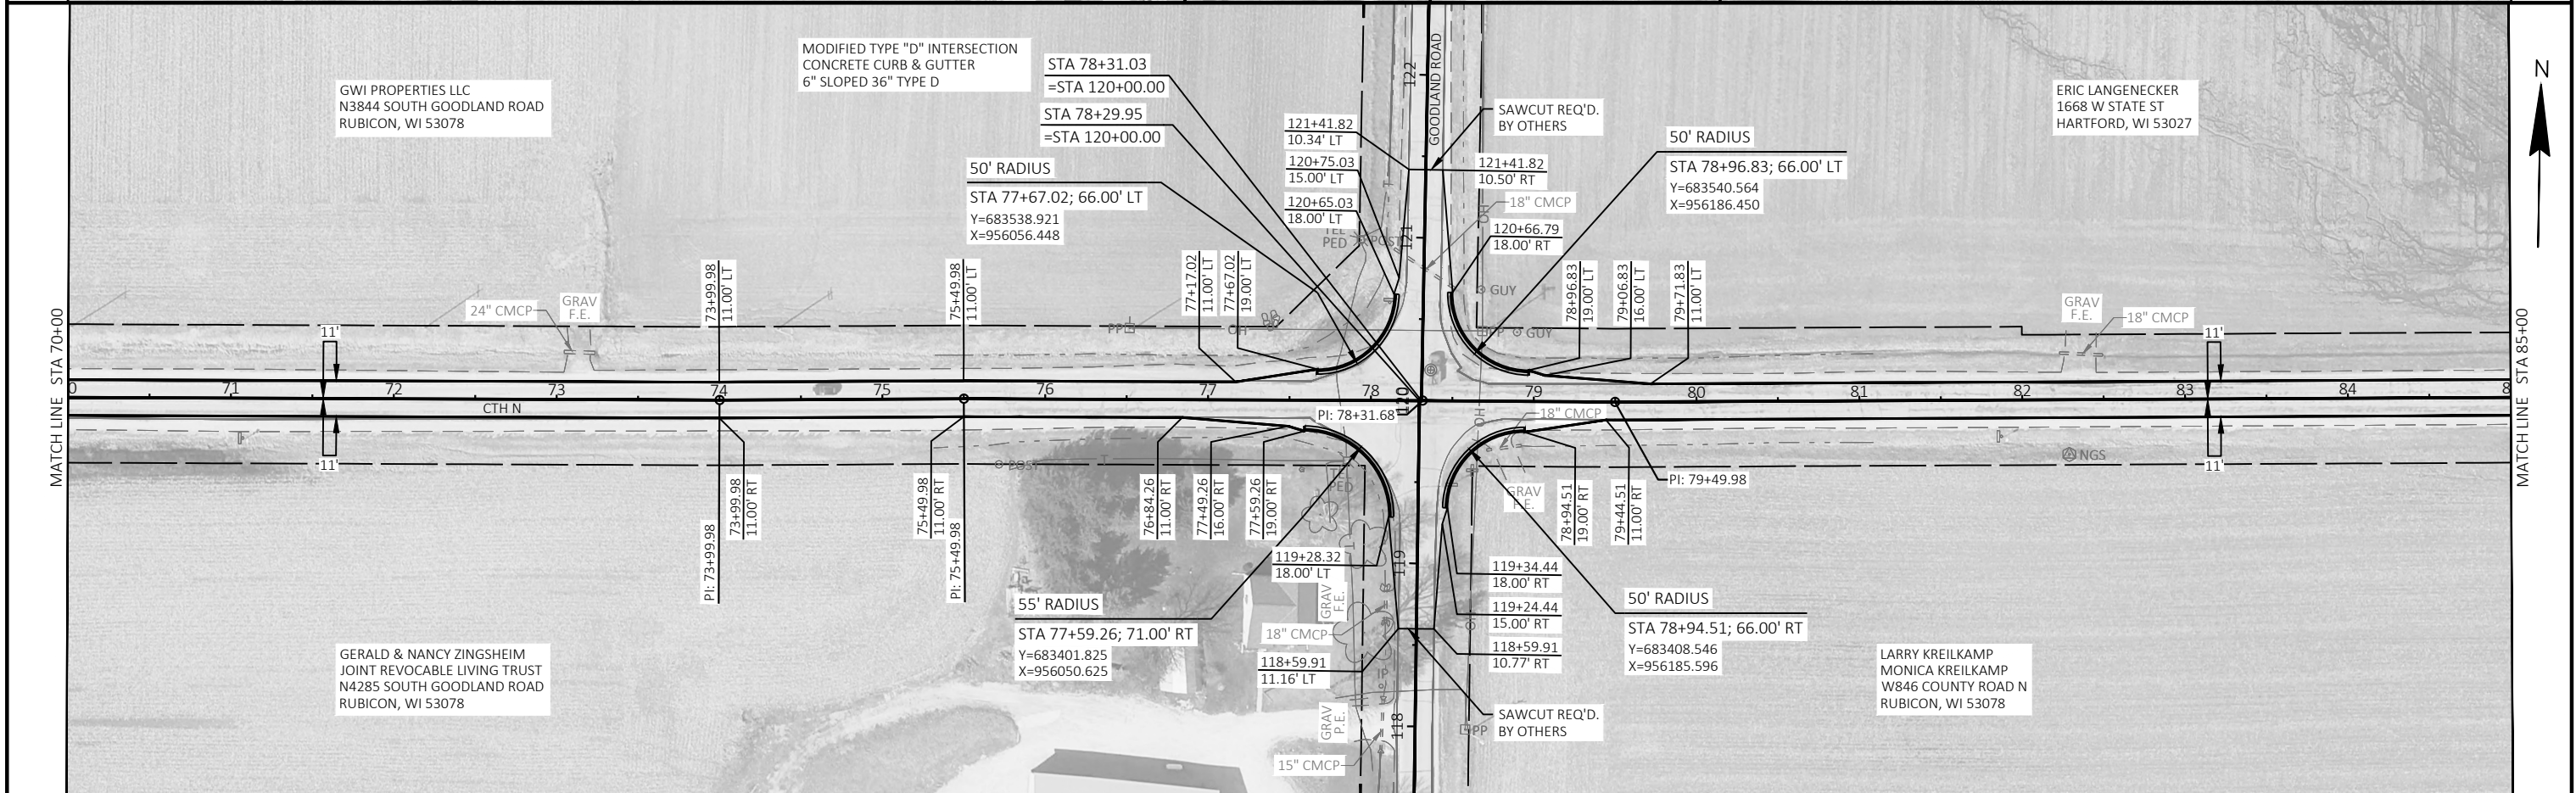 MODIFIED TYPE "D" INTERSECTION
CONCRETE CURB & GUTTER
6" SLOPED 36" TYPE D
GWI PROPERTIES LLC
N3844 SOUTH GOODLAND ROAD
RUBICON, WI 53078
STA 78+31.03
=STA 120+00.00
STA 78+29.95
=STA 120+00.00
50' RADIUS
STA 77+67.02; 66.00' LT
Y=683538.921
X=956056.448
121+41.82
10.34' LT
120+75.03
15.00' LT
120+65.03
18.00' LT
TEL
PED
POST
122
GOODLAND ROAD
121
SAWCUT REQ'D.
BY OTHERS
121+41.82
10.50' RT
18" CMCP
OH
120+66.79
18.00' RT
50' RADIUS
STA 78+96.83; 66.00' LT
Y=683540.564
X=956186.450
ERIC LANGENECKER
1668 W STATE ST
HARTFORD, WI 53027
N
MATCH LINE STA 70+00
24" CMCP
GRAV
F.E.
11'
73+99.98
11.00' LT
75+49.98
11.00' LT
PP
77+17.02
11.00' LT
77+67.02
19.00' LT
OH
GUY
PP
GUY
78+96.83
19.00' LT
79+06.83
16.00' LT
79+71.83
11.00' LT
GRAV
F.E.
18" CMCP
11'
MATCH LINE STA 85+00
0
71
72
73
74
75
76
77
78
79
80
81
82
83
84
8
CTH N
PI: 78+31.68
120
18" CMCP
OH
11'
POST
TEL
PED
PI: 73+99.98
73+99.98
11.00' RT
75+49.98
11.00' RT
PI: 75+49.98
76+84.26
11.00' RT
77+49.26
16.00' RT
77+59.26
19.00' RT
GRAV
F.E.
78+94.51
19.00' RT
79+44.51
11.00' RT
PI: 79+49.98
NGS
11'
119+28.32
18.00' LT
119
119+34.44
18.00' RT
119+24.44
15.00' RT
118+59.91
10.77' RT
GRAV
F.E.
18" CMCP
118+59.91
11.16' LT
55' RADIUS
STA 77+59.26; 71.00' RT
Y=683401.825
X=956050.625
50' RADIUS
STA 78+94.51; 66.00' RT
Y=683408.546
X=956185.596
GERALD & NANCY ZINGSHEIM
JOINT REVOCABLE LIVING TRUST
N4285 SOUTH GOODLAND ROAD
RUBICON, WI 53078
LARRY KREILKAMP
MONICA KREILKAMP
W846 COUNTY ROAD N
RUBICON, WI 53078
GRAV
P.E.
118
PP
SAWCUT REQ'D.
BY OTHERS
15" CMCP